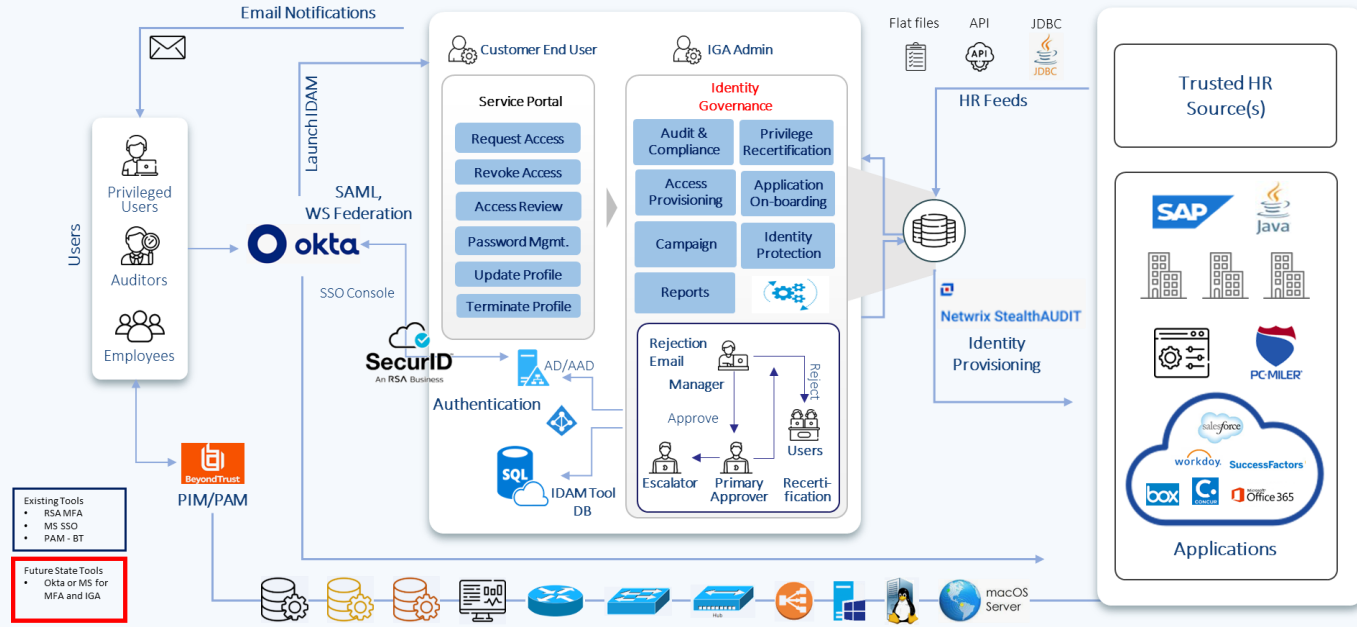 Email Notifications
Users
Privileged
Users
Auditors
Employees
Launch IDAM
SAML,
WS Federation
okta
SSO Console
SecurID
An RSA Business
Authentication
BeyondTrust
PIM/PAM
Existing Tools
• RSA MFA
• MS SSO
• PAM - BT
Future State Tools
• Okta or MS for
MFA and IGA
Customer End User
Service Portal
Request Access
Revoke Access
Access Review
Password Mgmt.
Update Profile
Terminate Profile
IGA Admin
Identity
Governance
Audit &
Compliance
Privilege
Recertification
Access
Provisioning
Application
On-boarding
Campaign
Identity
Protection
Reports
Rejection
Email
Manager
Reject
Approve
Users
Escalator
Primary
Approver
Recerti-
fication
D
D
AD/AAD
SQL
IDAM Tool
DB
Flat files
API
JDBC
API
JDBC
HR Feeds
Netwrix StealthAUDIT
Identity
Provisioning
Trusted HR
Source(s)
SAP
Java
PC*MILER
salesforce
workday.
SuccessFactors
box
C.
CONCUR
Microsoft
Office 365
Applications
Hub
macOS
Server